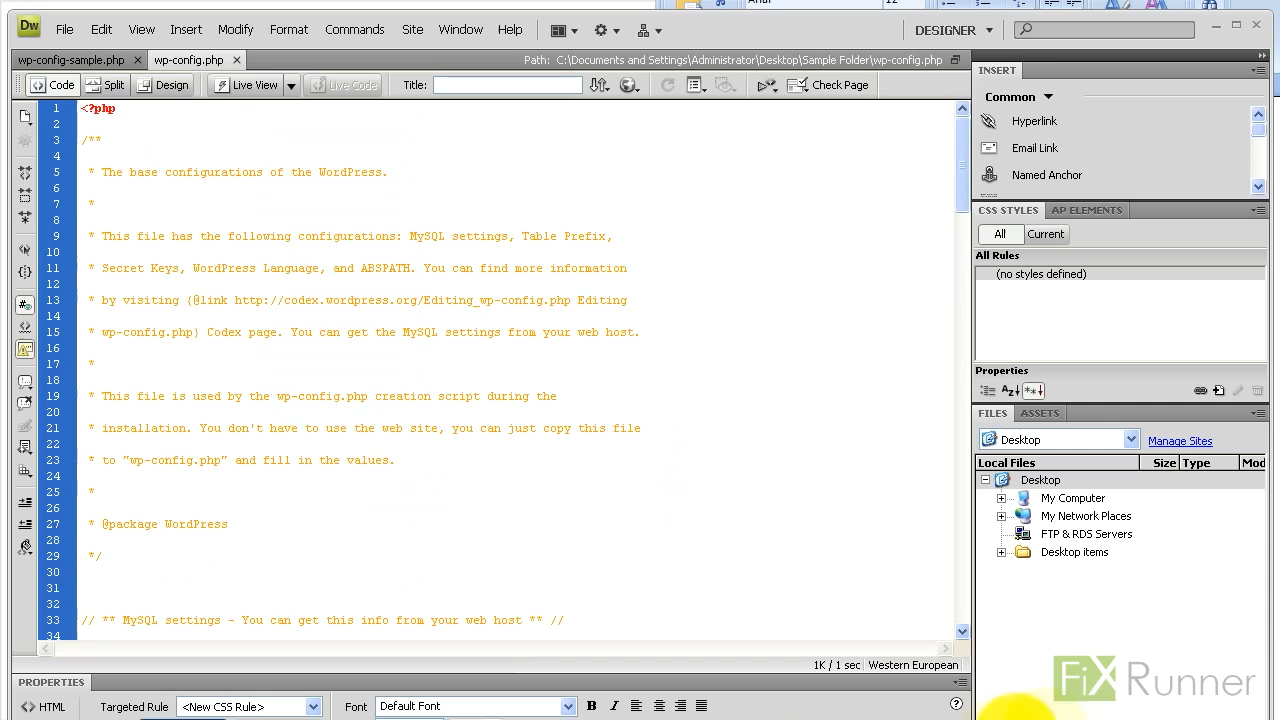 Arial
12
Dw
File Edit View Insert Modify Format Commands Site Window Help
DESIGNER
wp-config-sample.php × wp-config.php ×
Path: C:\Documents and Settings\Administrator\Desktop\Sample Folder\wp-config.php
Code Split Design Live View Live Code Title: Check Page
1 <?php
2
3 /**
4
5 * The base configurations of the WordPress.
6
7 *
8
9 * This file has the following configurations: MySQL settings, Table Prefix,
10
11 * Secret Keys, WordPress Language, and ABSPATH. You can find more information
12
13 * by visiting {@link http://codex.wordpress.org/Editing_wp-config.php Editing
14
15 * wp-config.php} Codex page. You can get the MySQL settings from your web host.
16
17 *
18
19 * This file is used by the wp-config.php creation script during the
20
21 * installation. You don't have to use the web site, you can just copy this file
22
23 * to "wp-config.php" and fill in the values.
24
25 *
26
27 * @package WordPress
28
29 */
30
31
32
33 // ** MySQL settings - You can get this info from your web host ** //
34
1K / 1 sec Western European
PROPERTIES
<> HTML Targeted Rule <New CSS Rule> Default Font B I
INSERT
Common
Hyperlink
Email Link
Named Anchor
CSS STYLES AP ELEMENTS
All Current
All Rules
(no styles defined)
Properties
FILES ASSETS
Desktop Manage Sites
Local Files Size Type Mod
Desktop
My Computer
My Network Places
FTP & RDS Servers
Desktop items
FiX Runner